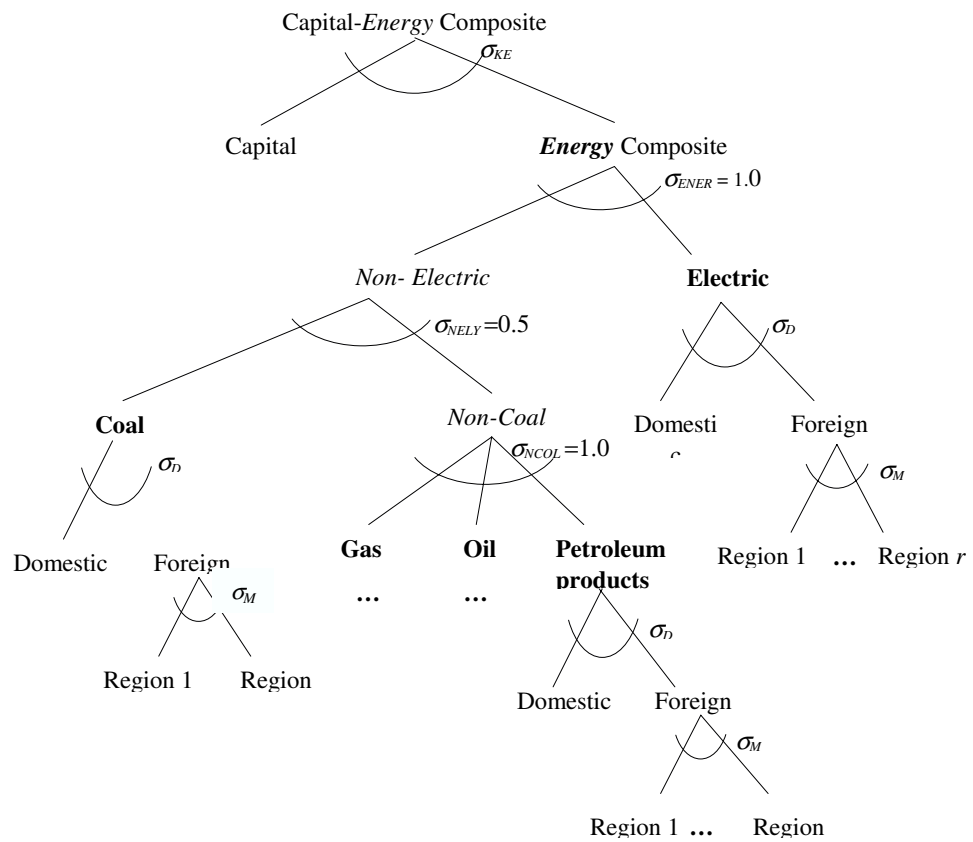 Capital-Energy Composite
σKE
Capital
Energy Composite
σENER = 1.0
Non- Electric
Electric
σNELY =0.5
σD
Coal
Non-Coal
Domesti
Foreign
σD
σNCOL =1.0
σM
Domestic
Foreign
Gas
Oil
Petroleum
products
Region 1
...
Region r
...
...
σM
σD
Region 1
Region
Domestic
Foreign
σM
Region 1 ...
Region